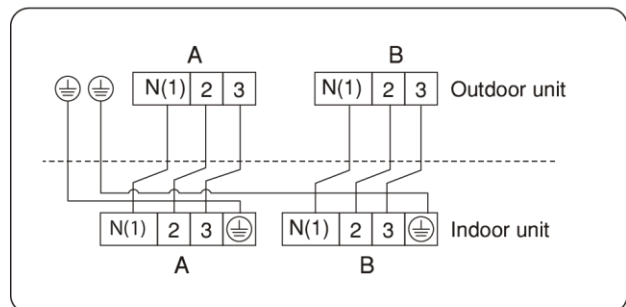 A B
N(1) 2 3 N(1) 2 3 Outdoor unit
N(1) 2 3 N(1) 2 3 Indoor unit
A B